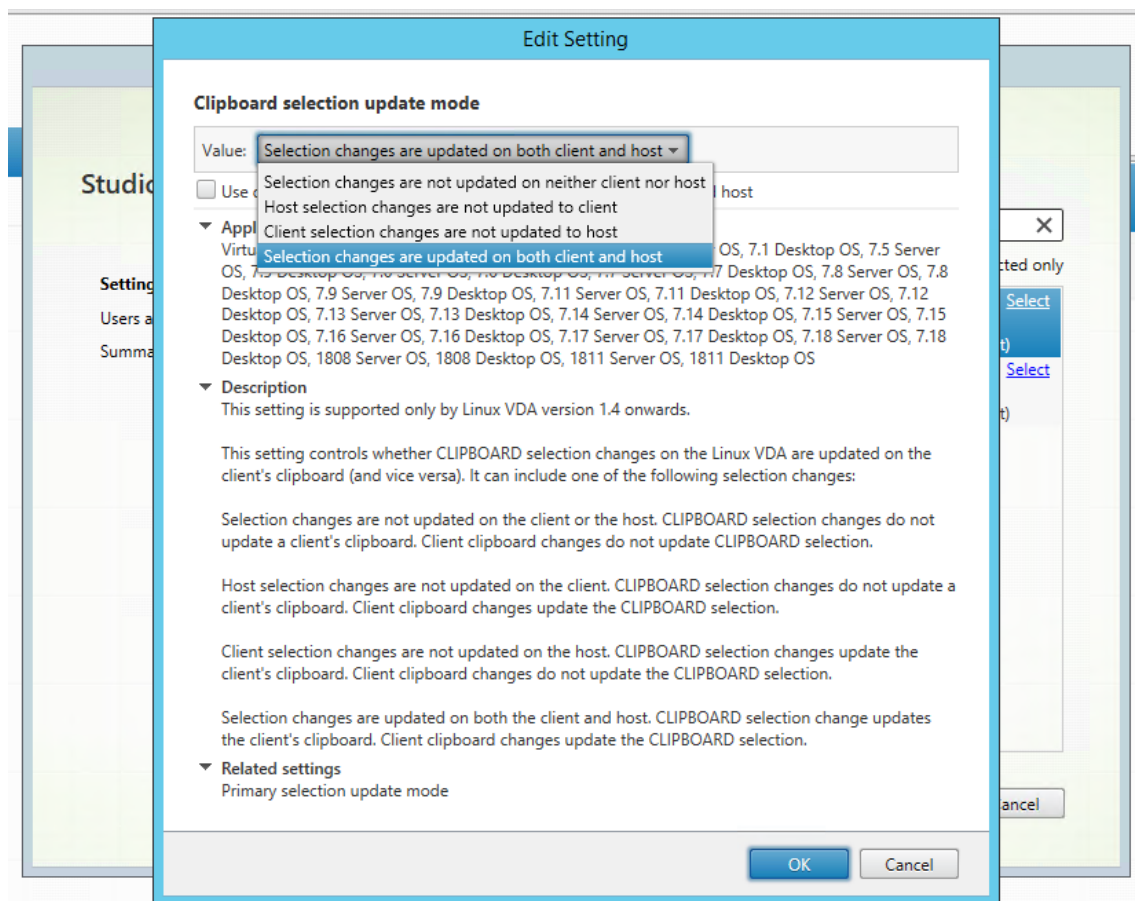 Edit Setting
Clipboard selection update mode
Value: Selection changes are updated on both client and host
Selection changes are not updated on neither client nor host
Use host
Host selection changes are not updated to client
Client selection changes are not updated to host
Selection changes are updated on both client and host
OS, 7.1 Desktop OS, 7.5 Server
OS, 7.7 Desktop OS, 7.8 Server OS, 7.8
Desktop OS, 7.9 Server OS, 7.9 Desktop OS, 7.11 Server OS, 7.11 Desktop OS, 7.12 Server OS, 7.12
Desktop OS, 7.13 Server OS, 7.13 Desktop OS, 7.14 Server OS, 7.14 Desktop OS, 7.15 Server OS, 7.15
Desktop OS, 7.16 Server OS, 7.16 Desktop OS, 7.17 Server OS, 7.17 Desktop OS, 7.18 Server OS, 7.18
Desktop OS, 1808 Server OS, 1808 Desktop OS, 1811 Server OS, 1811 Desktop OS
Description
This setting is supported only by Linux VDA version 1.4 onwards.
This setting controls whether CLIPBOARD selection changes on the Linux VDA are updated on the
client's clipboard (and vice versa). It can include one of the following selection changes:
Selection changes are not updated on the client or the host. CLIPBOARD selection changes do not
update a client's clipboard. Client clipboard changes do not update CLIPBOARD selection.
Host selection changes are not updated on the client. CLIPBOARD selection changes do not update a
client's clipboard. Client clipboard changes update the CLIPBOARD selection.
Client selection changes are not updated on the host. CLIPBOARD selection changes update the
client's clipboard. Client clipboard changes do not update the CLIPBOARD selection.
Selection changes are updated on both the client and host. CLIPBOARD selection change updates
the client's clipboard. Client clipboard changes update the CLIPBOARD selection.
Related settings
Primary selection update mode
OK
Cancel
Studio
Setting
Users a
Summa
cted only
Select
t)
Select
t)
ancel